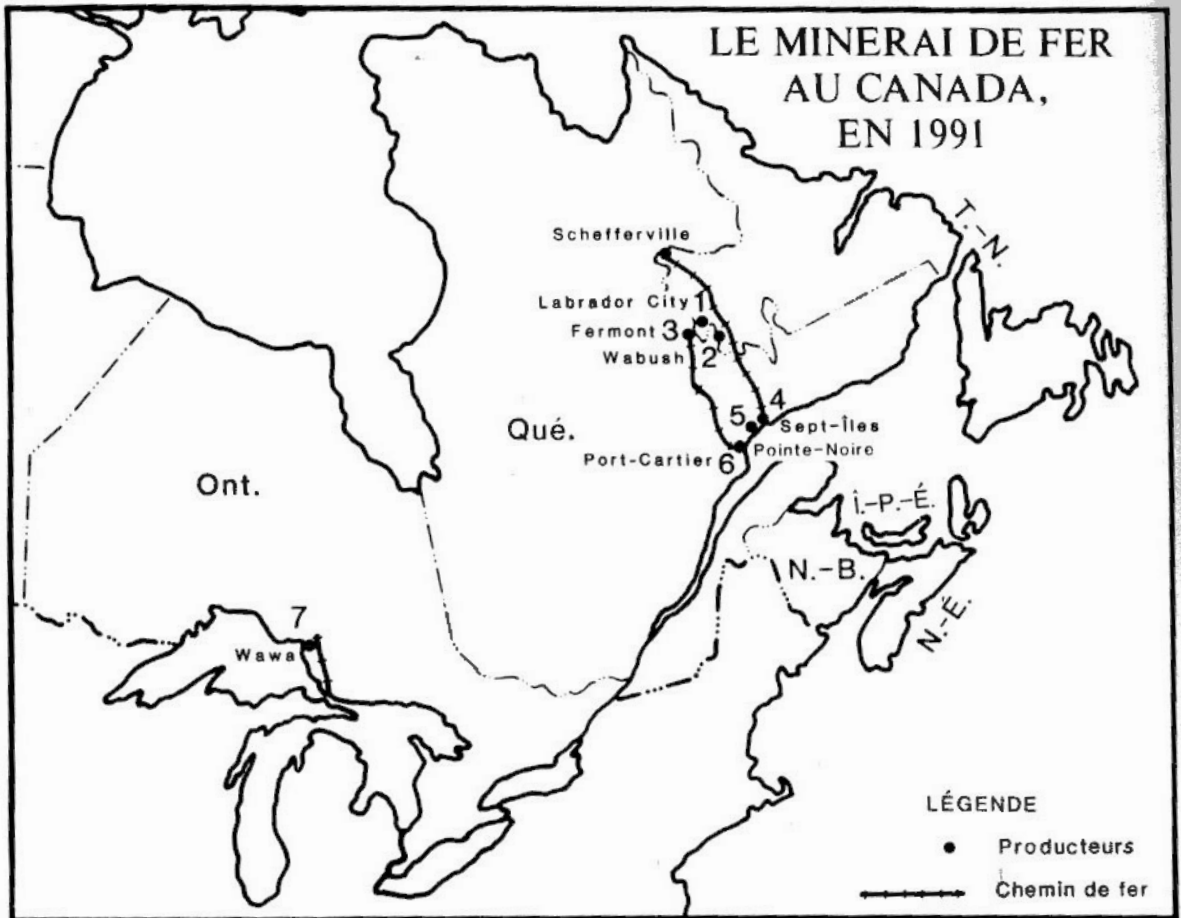 LE MINERAI DE FER
AU CANADA,
EN 1991
T.-N.
Schefferville
Labrador City 1
Fermont 3
Wabush 2
4
5
Qué.
Sept-Îles
Port-Cartier 6 Pointe-Noire
Ont.
Î.-P.-É.
N.-B.
N.-É.
7
Wawa
LÉGENDE
Producteurs
Chemin de fer